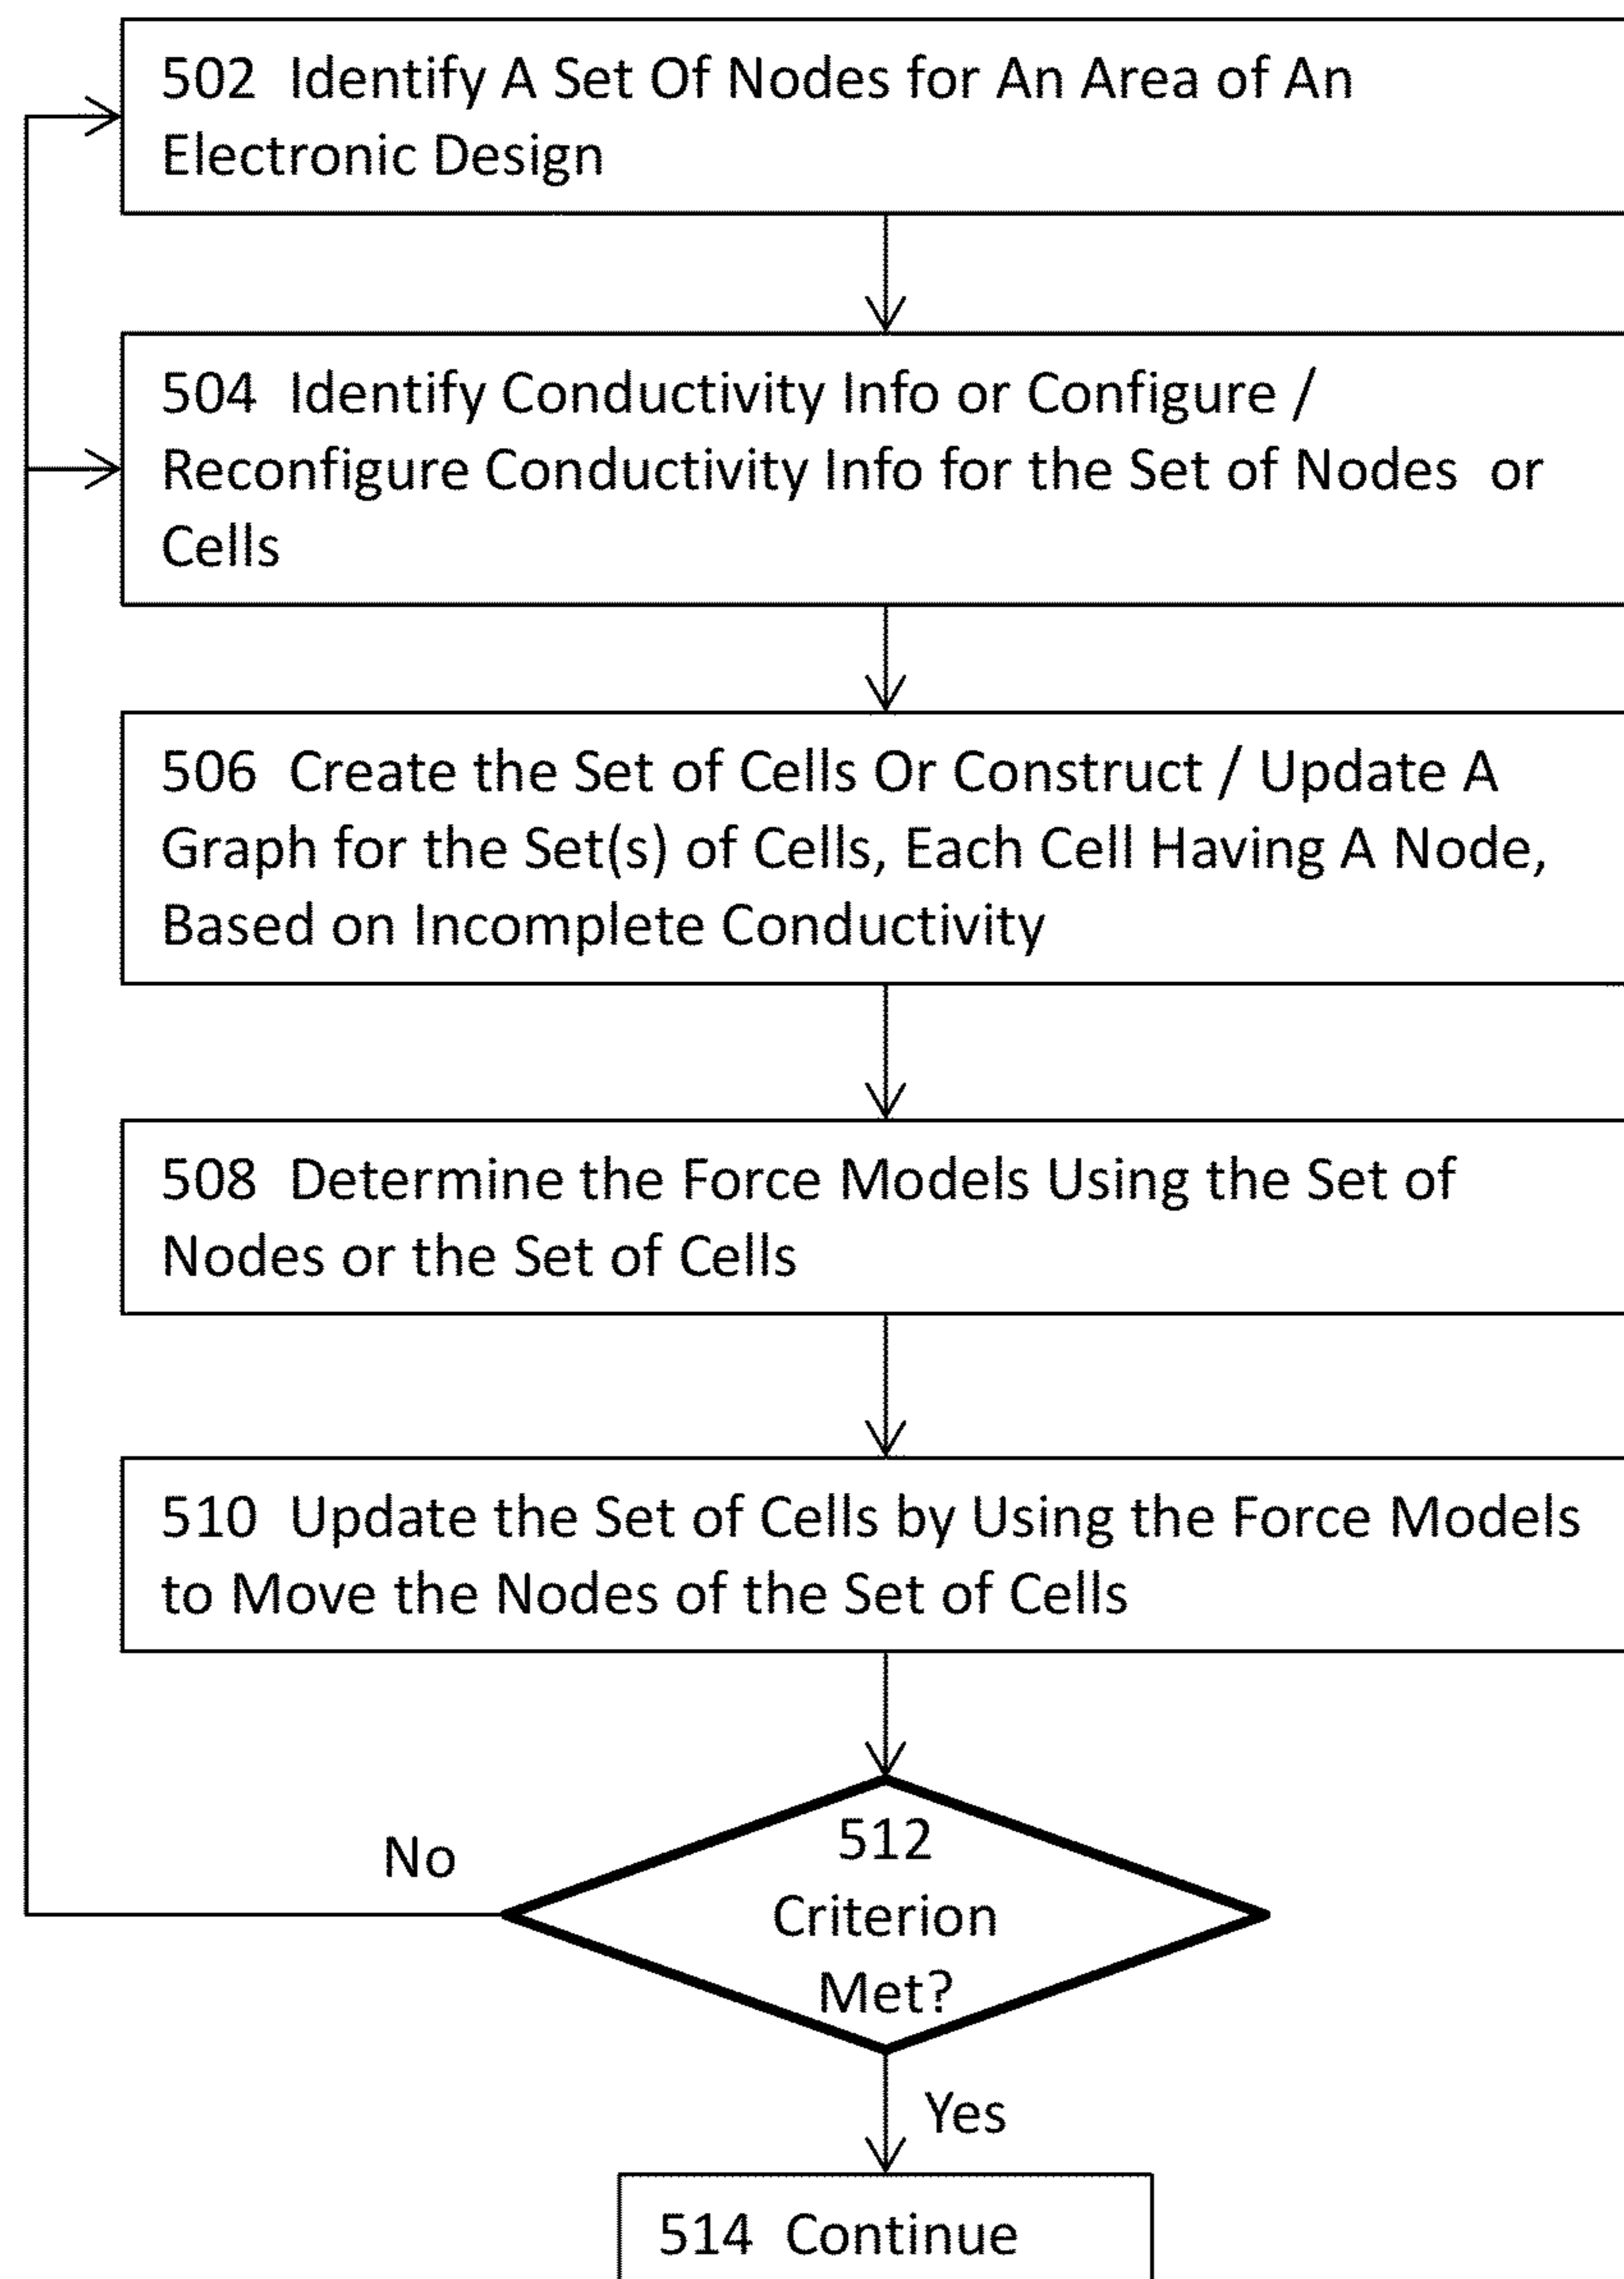 502 Identify A Set Of Nodes for An Area of An
Electronic Design
504 Identify Conductivity Info or Configure /
Reconfigure Conductivity Info for the Set of Nodes or
Cells
506 Create the Set of Cells Or Construct / Update A
Graph for the Set(s) of Cells, Each Cell Having A Node,
Based on Incomplete Conductivity
508 Determine the Force Models Using the Set of
Nodes or the Set of Cells
510 Update the Set of Cells by Using the Force Models
to Move the Nodes of the Set of Cells
512
Criterion
Met?
No
Yes
514 Continue